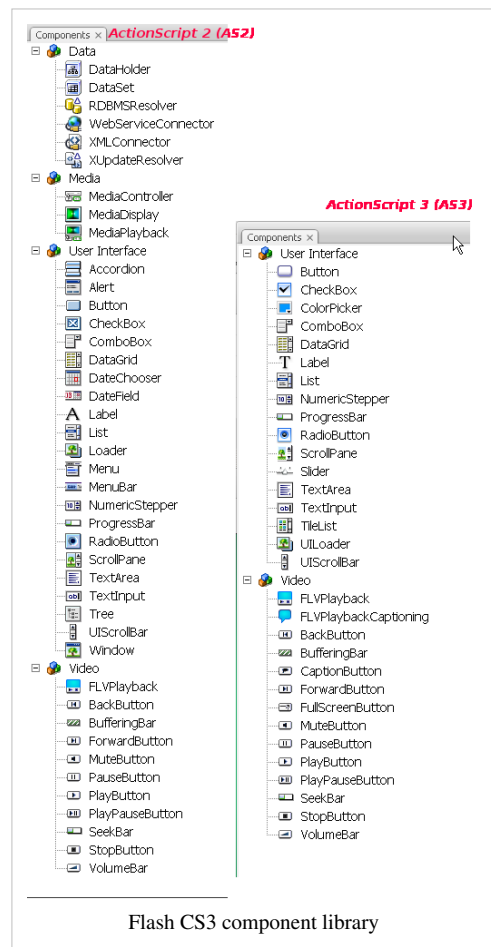 Components × ActionScript 2 (AS2)
Data
DataHolder
DataSet
RDBMSResolver
WebServiceConnector
XMLConnector
XUpdateResolver
Media
MediaController
MediaDisplay
MediaPlayback
User Interface
Accordion
Alert
Button
CheckBox
ComboBox
DataGrid
DateChooser
DateField
Label
List
Loader
Menu
MenuBar
NumericStepper
ProgressBar
RadioButton
ScrollPane
TextArea
TextInput
Tree
UIScrollBar
Window
Video
FLVPlayback
BackButton
BufferingBar
ForwardButton
MuteButton
PauseButton
PlayButton
PlayPauseButton
SeekBar
StopButton
VolumeBar
ActionScript 3 (AS3)
Components ×
User Interface
Button
CheckBox
ColorPicker
ComboBox
DataGrid
Label
List
NumericStepper
ProgressBar
RadioButton
ScrollPane
Slider
TextArea
TextInput
TileList
UILoader
UIScrollBar
Video
FLVPlayback
FLVPlaybackCaptioning
BackButton
BufferingBar
CaptionButton
ForwardButton
FullScreenButton
MuteButton
PauseButton
PlayButton
PlayPauseButton
SeekBar
StopButton
VolumeBar
Flash CS3 component library